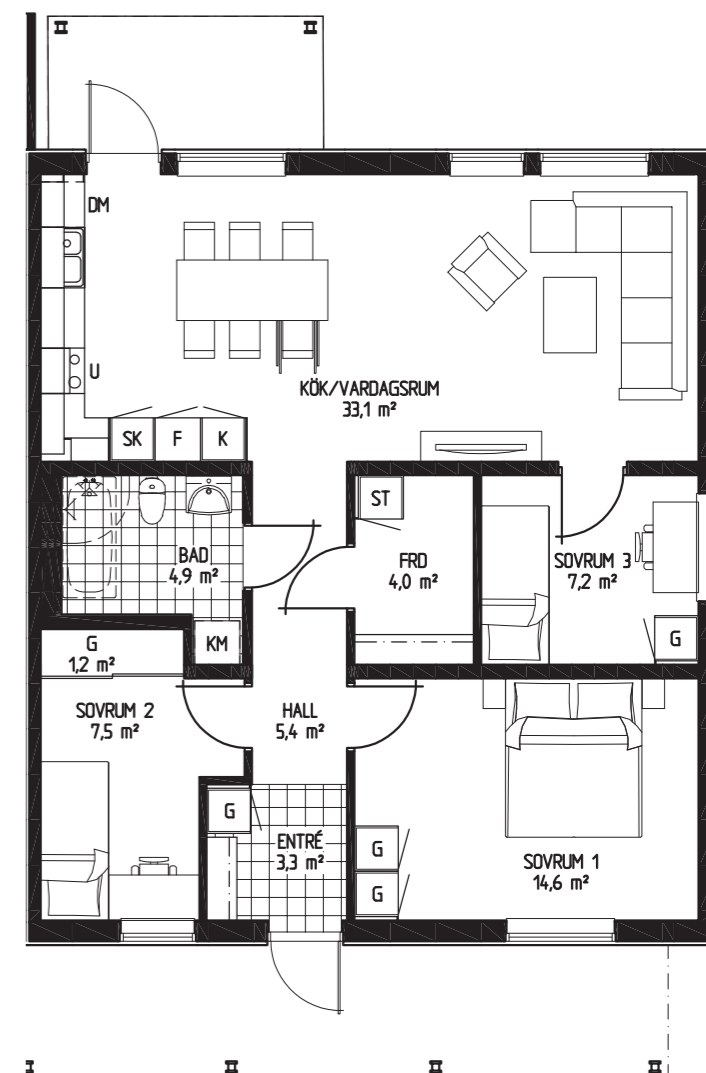 DM
U
KÖK/VARDAGSRUM
33,1 m²
SK F K
ST
BAD
4,9 m²
FRD
4,0 m²
SOVRUM 3
7,2 m²
KM
G
G
1,2 m²
SOVRUM 2
7,5 m²
HALL
5,4 m²
G
ENTRÉ
3,3 m²
G
G
SOVRUM 1
14,6 m²